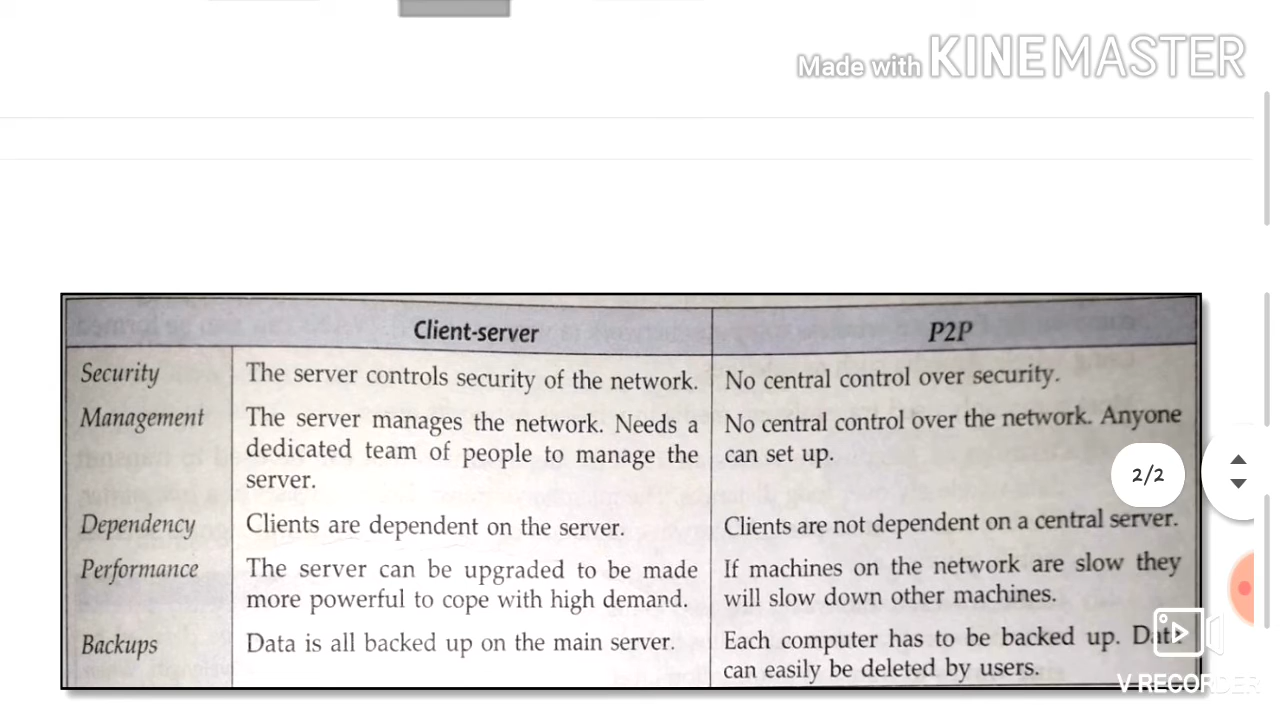 Made with KINEMASTER
Client-server P2P
Security The server controls security of the network. No central control over security.
Management The server manages the network. Needs a No central control over the network. Anyone
dedicated team of people to manage the can set up.
server.
2/2
Dependency Clients are dependent on the server. Clients are not dependent on a central server.
Performance The server can be upgraded to be made If machines on the network are slow they
more powerful to cope with high demand. will slow down other machines.
Backups Data is all backed up on the main server. Each computer has to be backed up. Data
can easily be deleted by users.
V RECORDER